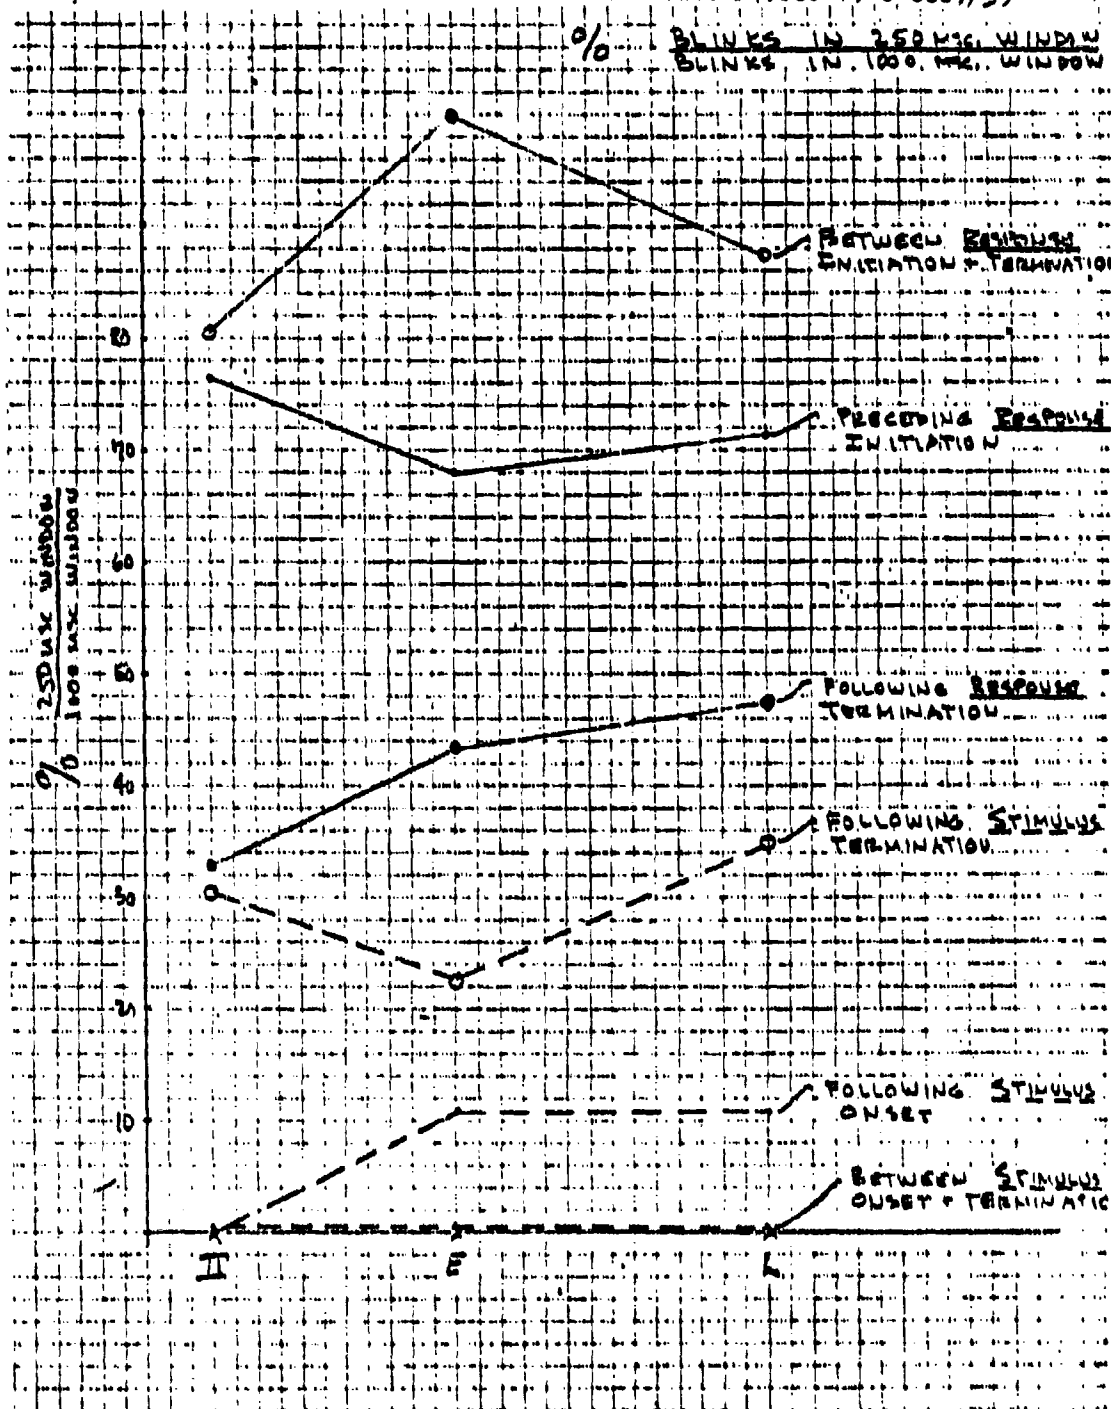 % BLINKS IN 250 MSC. WINDOW
BLINKS IN 1000 MSC. WINDOW
BETWEEN RESPONSE
INITIATION + TERMINATION
80
PRECEDING RESPONSE
INITIATION
70
% 250 MSC WINDOW
1000 MSC WINDOW
60
50
FOLLOWING RESPONSE
TERMINATION
40
FOLLOWING STIMULUS
TERMINATION
30
20
FOLLOWING STIMULUS
ONSET
10
BETWEEN STIMULUS
ONSET + TERMINATIO
II
E
L